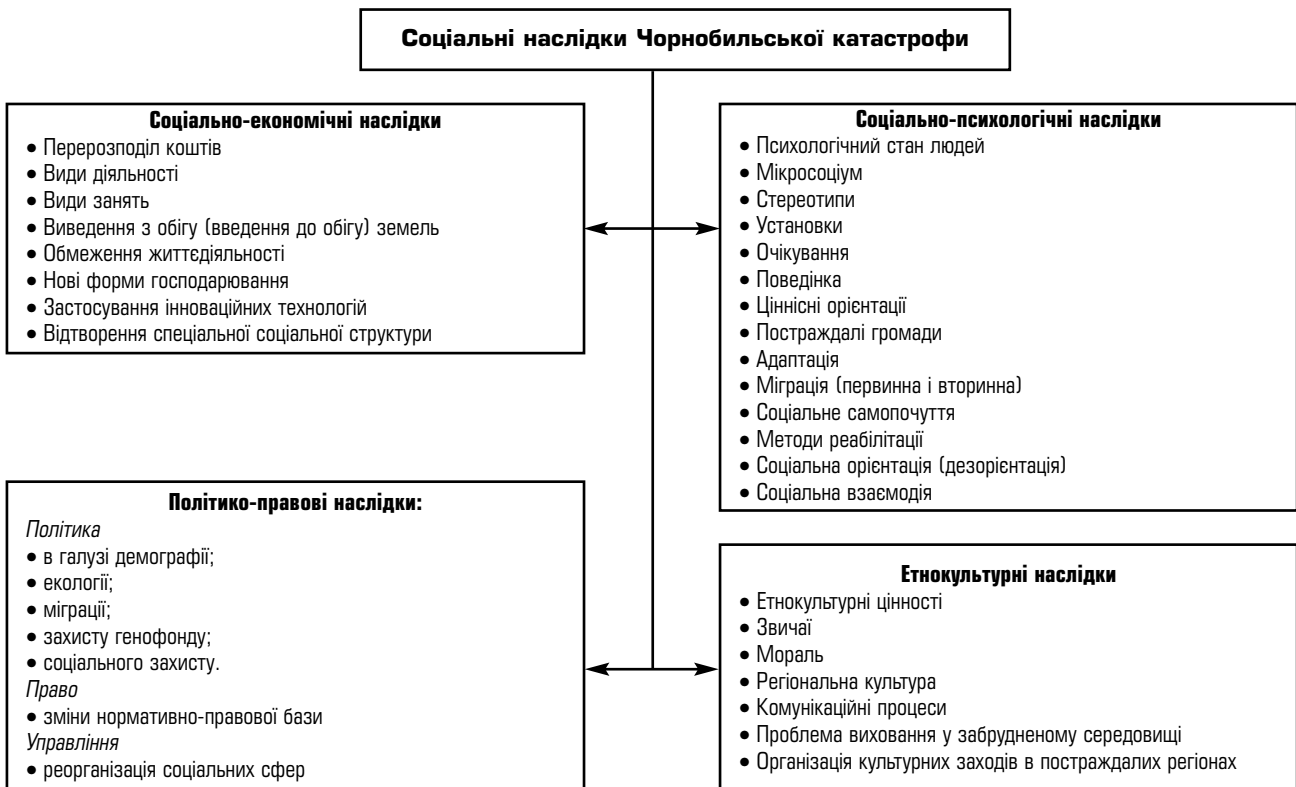 Соціальні наслідки Чорнобильської катастрофи
Соціально-економічні наслідки
• Перерозподіл коштів
• Види діяльності
• Види занять
• Виведення з обігу (введення до обігу) земель
• Обмеження життєдіяльності
• Нові форми господарювання
• Застосування інноваційних технологій
• Відтворення спеціальної соціальної структури
Соціально-психологічні наслідки
• Психологічний стан людей
• Мікросоціум
• Стереотипи
• Установки
• Очікування
• Поведінка
• Ціннісні орієнтації
• Постраждалі громади
• Адаптація
• Міграція (первинна і вторинна)
• Соціальне самопочуття
• Методи реабілітації
• Соціальна орієнтація (дезорієнтація)
• Соціальна взаємодія
Політико-правові наслідки:
Політика
• в галузі демографії;
• екології;
• міграції;
• захисту генофонду;
• соціального захисту.
Право
• зміни нормативно-правової бази
Управління
• реорганізація соціальних сфер
Етнокультурні наслідки
• Етнокультурні цінності
• Звичаї
• Мораль
• Регіональна культура
• Комунікаційні процеси
• Проблема виховання у забрудненому середовищі
• Організація культурних заходів в постраждалих регіонах